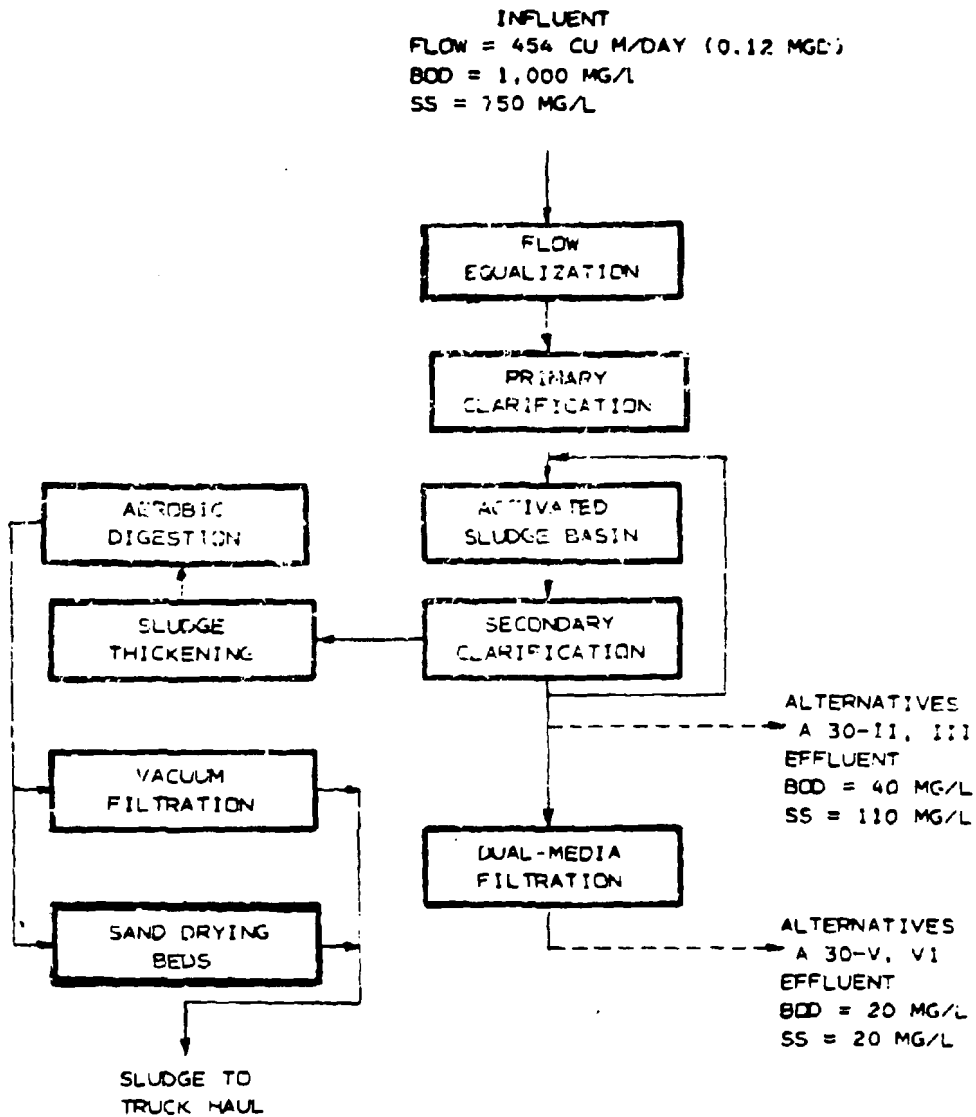 INFLUENT
FLOW = 454 CU M/DAY (0.12 MGD)
BOD = 1,000 MG/L
SS = 750 MG/L
FLOW
EQUALIZATION
PRIMARY
CLARIFICATION
ACTIVATED
SLUDGE BASIN
AEROBIC
DIGESTION
SECONDARY
CLARIFICATION
SLUDGE
THICKENING
ALTERNATIVES
A 30-II, III
EFFLUENT
BOD = 40 MG/L
SS = 110 MG/L
VACUUM
FILTRATION
DUAL-MEDIA
FILTRATION
SAND DRYING
BEDS
ALTERNATIVES
A 30-V, VI
EFFLUENT
BOD = 20 MG/L
SS = 20 MG/L
SLUDGE TO
TRUCK HAUL